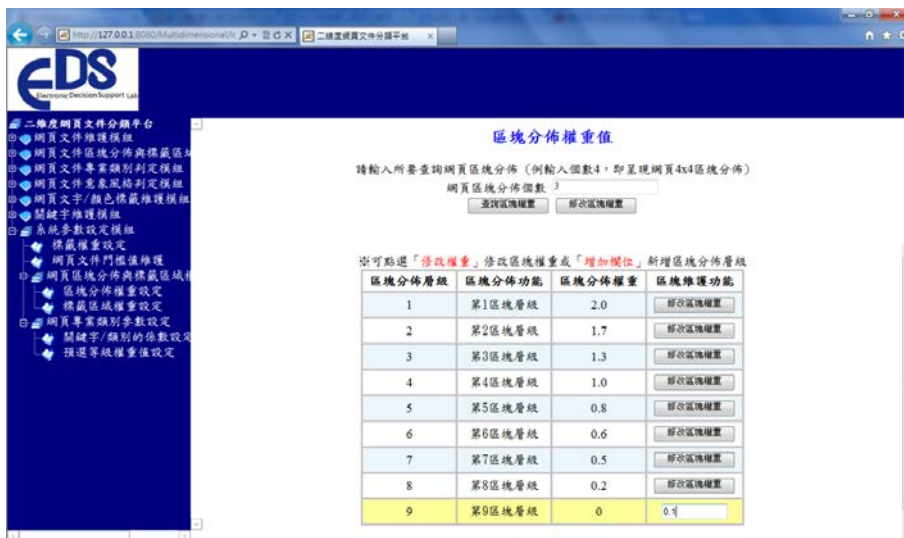 http://127.0.0.1:8080/Multidimensional/lc
二維度網頁文件分類平台
EDS
Electronic Decision Support Lab
二維度網頁文件分類平台
網頁文件維護模組
網頁文件區塊分佈與標籤區域
網頁文件專業類別判定模組
網頁文件意象風格判定模組
網頁文字/顏色標籤維護模組
關鍵字維護模組
系統參數設定模組
標籤權重設定
網頁文件門檻值維護
網頁區塊分佈與標籤區域權
區塊分佈權重設定
標籤區域權重設定
網頁專業類別參數設定
關鍵字/類別的係數設定
預選等級權重值設定
區塊分佈權重值
請輸入所要查詢網頁區塊分佈（例輸入個數4，即呈現網頁4x4區塊分佈）
網頁區塊分佈個數 3
查詢區塊權重 修改區塊權重
※可點選「修改權重」修改區塊權重或「增加欄位」新增區塊分佈層級
區塊分佈層級 區塊分佈功能 區塊分佈權重 區塊維護功能
1 第1區塊層級 2.0 修改區塊權重
2 第2區塊層級 1.7 修改區塊權重
3 第3區塊層級 1.3 修改區塊權重
4 第4區塊層級 1.0 修改區塊權重
5 第5區塊層級 0.8 修改區塊權重
6 第6區塊層級 0.6 修改區塊權重
7 第7區塊層級 0.5 修改區塊權重
8 第8區塊層級 0.2 修改區塊權重
9 第9區塊層級 0 0.1